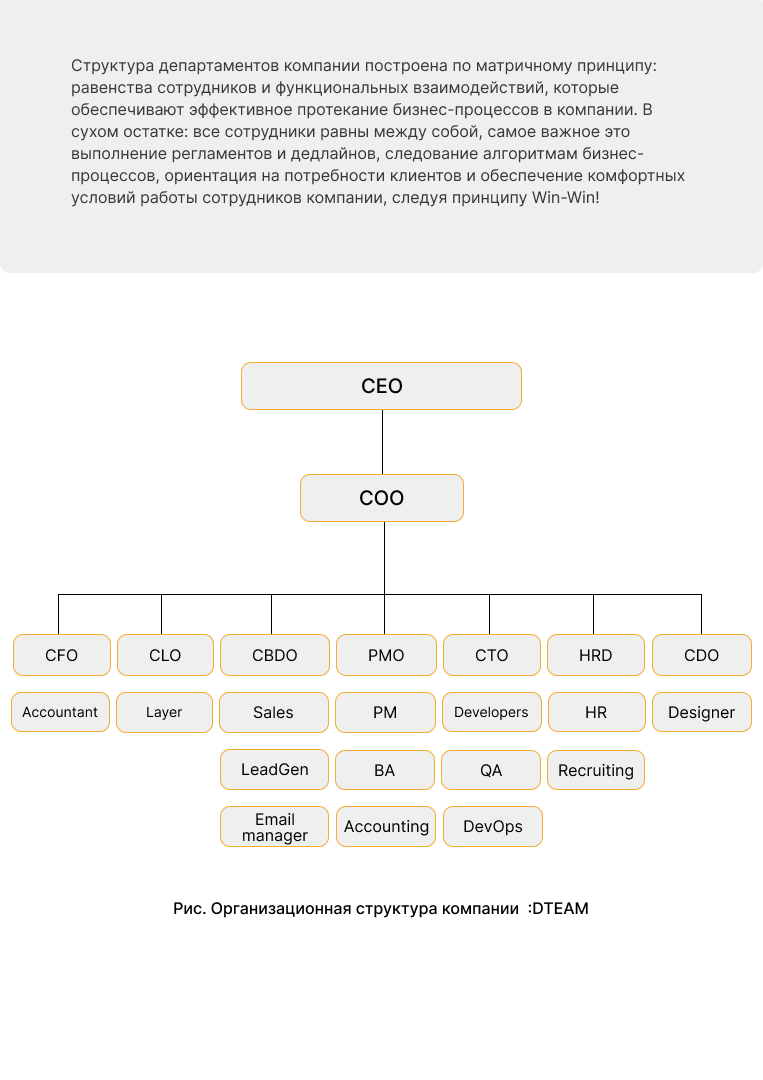 Структура департаментов компании построена по матричному принципу:
равенства сотрудников и функциональных взаимодействий, которые
обеспечивают эффективное протекание бизнес-процессов в компании. В
сухом остатке: все сотрудники равны между собой, самое важное это
выполнение регламентов и дедлайнов, следование алгоритмам бизнес-
процессов, ориентация на потребности клиентов и обеспечение комфортных
условий работы сотрудников компании, следуя принципу Win-Win!
CEO
COO
CFO CLO CBDO PMO CTO HRD CDO
Accountant Layer Sales PM Developers HR Designer
LeadGen BA QA Recruiting
Email
manager Accounting DevOps
Рис. Организационная структура компании :DTEAM